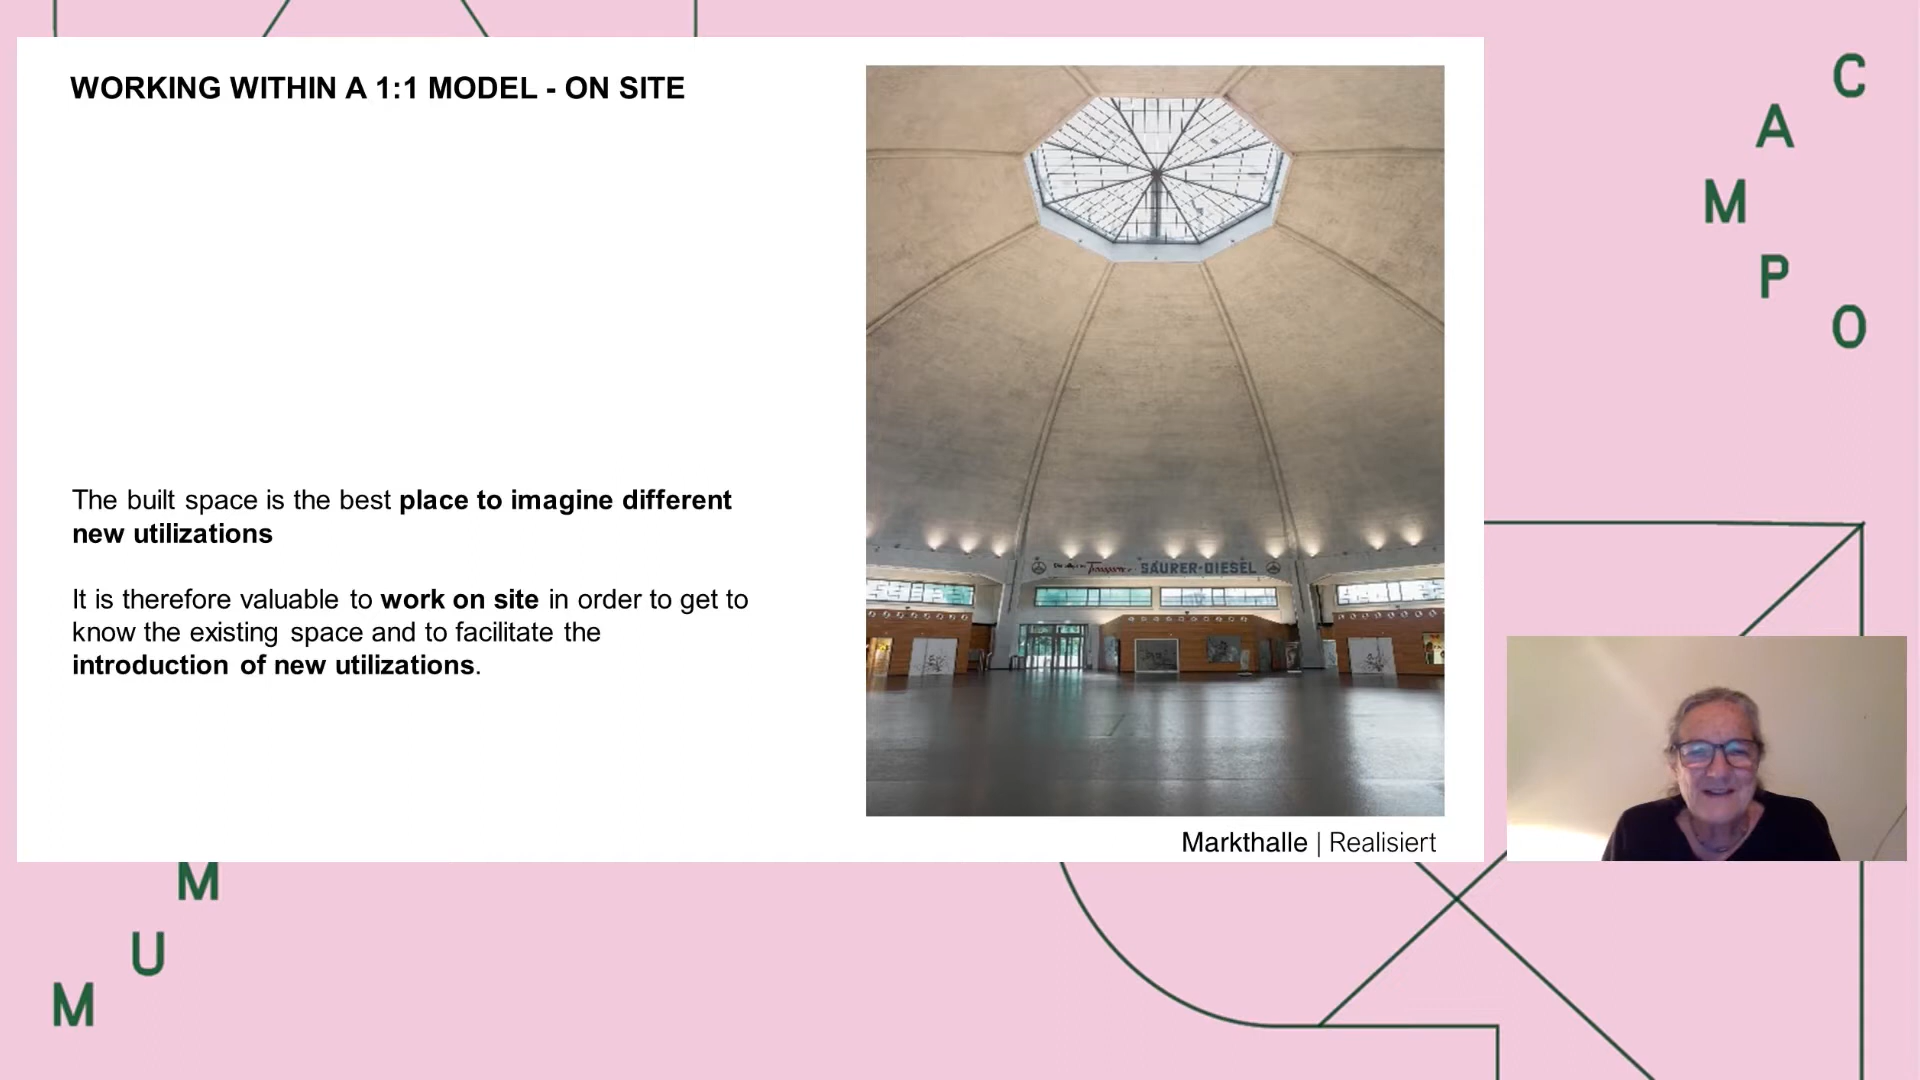 WORKING WITHIN A 1:1 MODEL - ON SITE
The built space is the best place to imagine different
new utilizations
It is therefore valuable to work on site in order to get to
know the existing space and to facilitate the
introduction of new utilizations.
SAURER-DIESEL
Markthalle | Realisiert
C
A
M
P
O
M
U
M